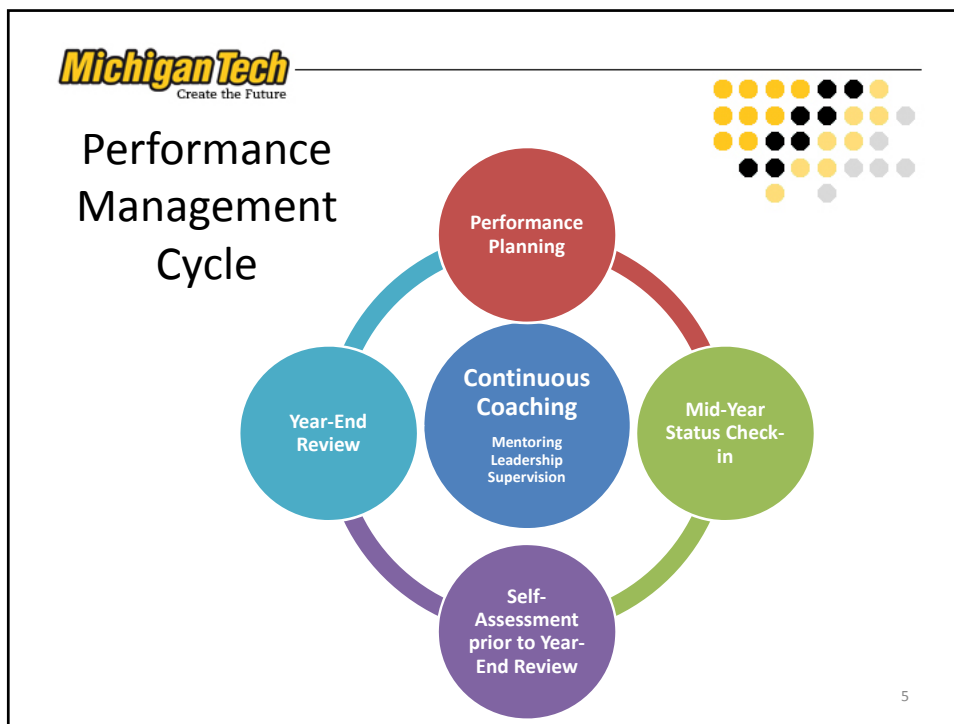 Michigan Tech
Create the Future
Performance
Management
Cycle
Performance
Planning
Continuous
Coaching
Mentoring
Leadership
Supervision
Year-End
Review
Mid-Year
Status Check-
in
Self-
Assessment
prior to Year-
End Review
5